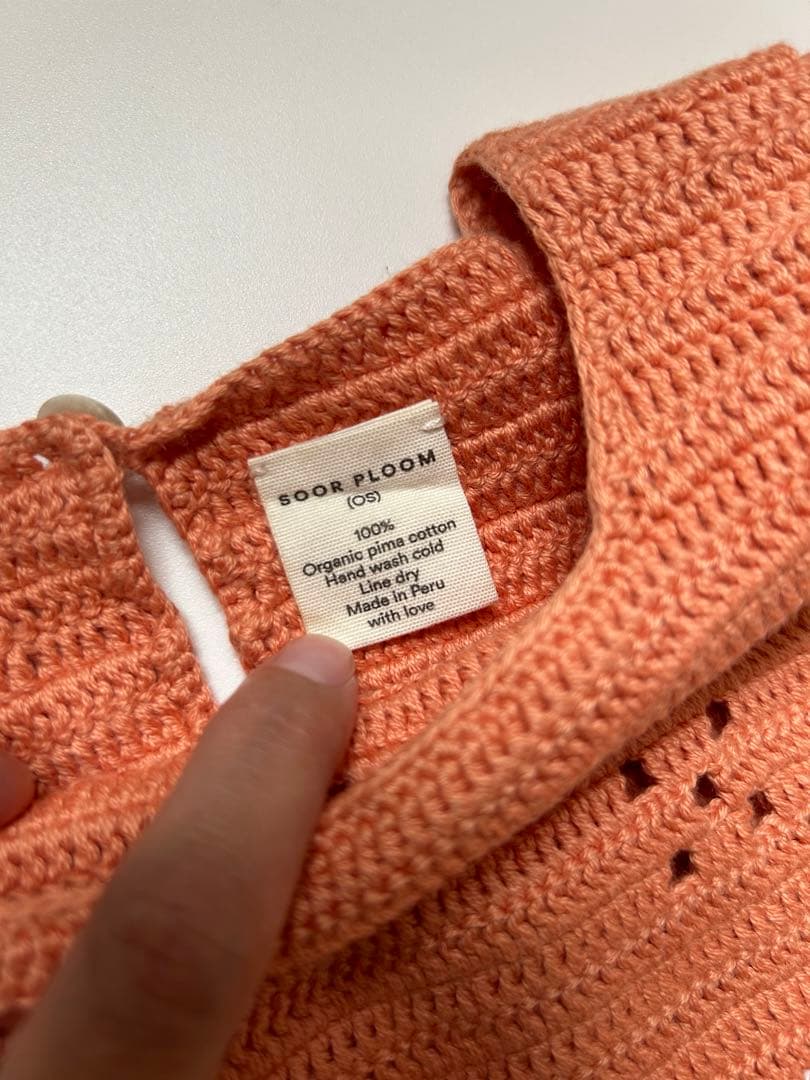 SOOR PLOOM
(OS)
100%
Organic pima cotton
Hand wash cold
Line dry
Made in Peru
with love